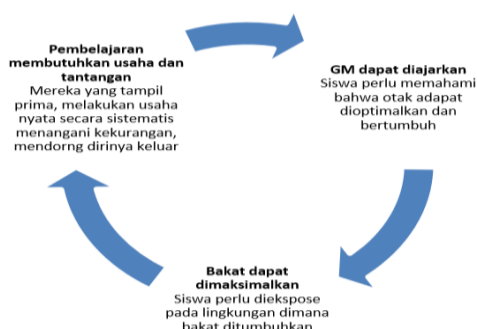 Pembelajaran
membutuhkan usaha dan
tantangan
Mereka yang tampil
prima, melakukan usaha
nyata secara sistematis
menangani kekurangan,
mendorng dirinya keluar
GM dapat diajarkan
Siswa perlu memahami
bahwa otak adapat
dioptimalkan dan
bertumbuh
Bakat dapat
dimaksimalkan
Siswa perlu diekspose
pada lingkungan dimana
bakat ditumbuhkan